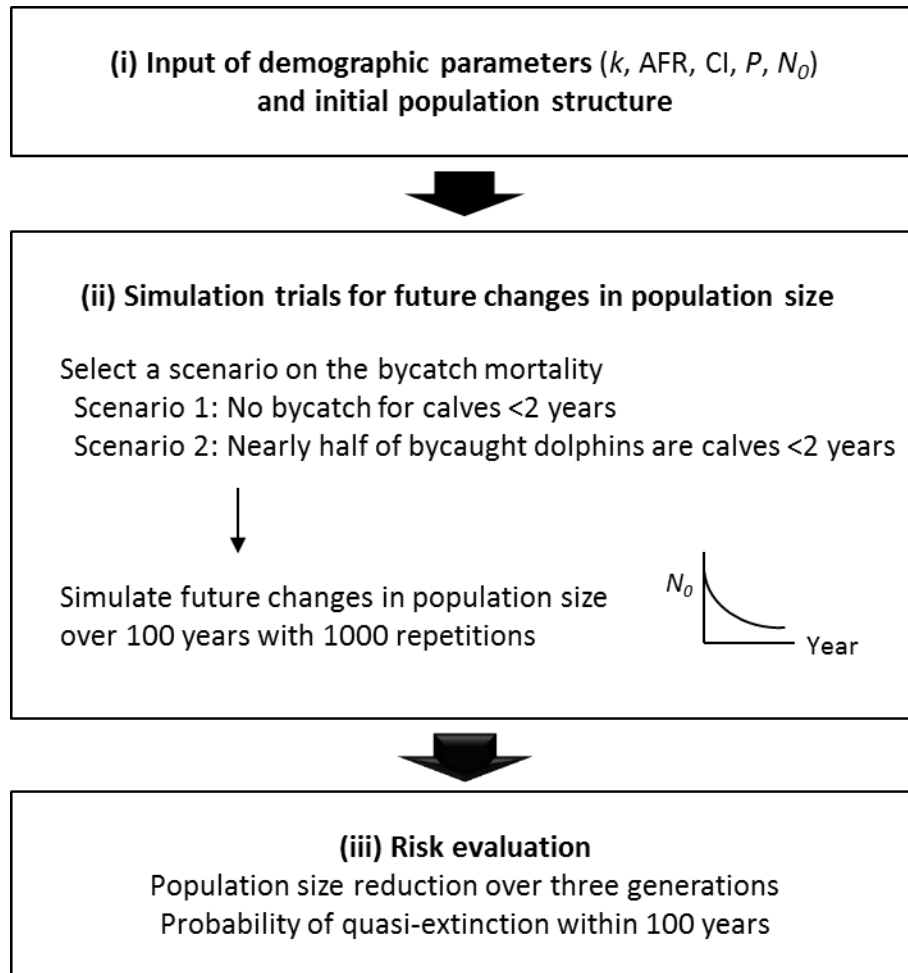 (i) Input of demographic parameters (k, AFR, CI, P, N0)
and initial population structure
(ii) Simulation trials for future changes in population size
Select a scenario on the bycatch mortality
Scenario 1: No bycatch for calves <2 years
Scenario 2: Nearly half of bycaught dolphins are calves <2 years
Simulate future changes in population size
over 100 years with 1000 repetitions
N0
Year
(iii) Risk evaluation
Population size reduction over three generations
Probability of quasi-extinction within 100 years